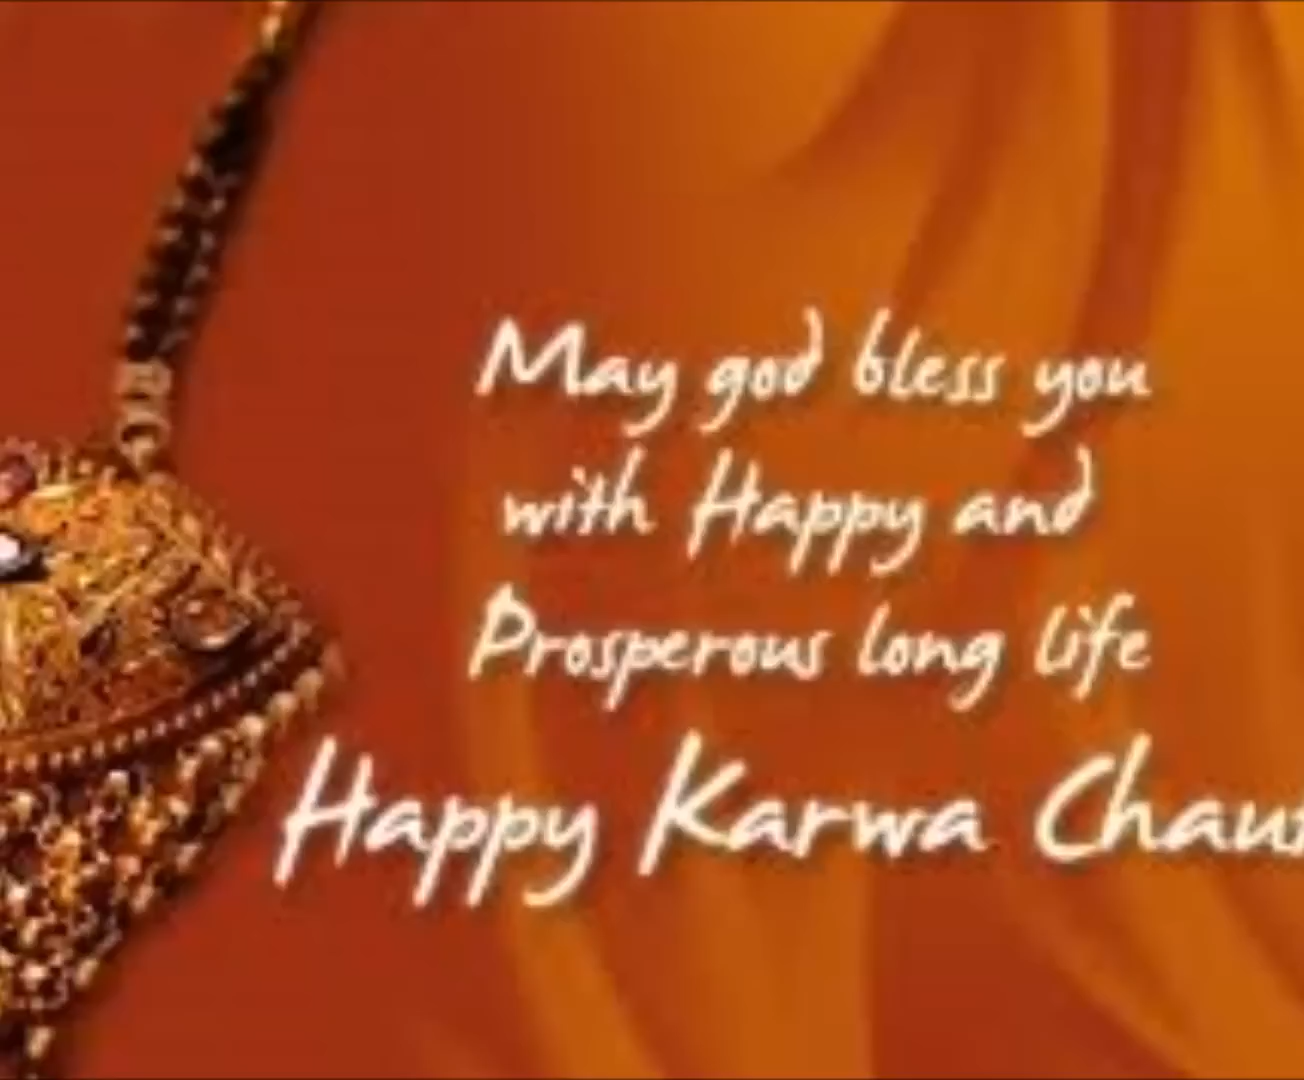 May god bless you
with Happy and
Prosperous long life
Happy Karwa